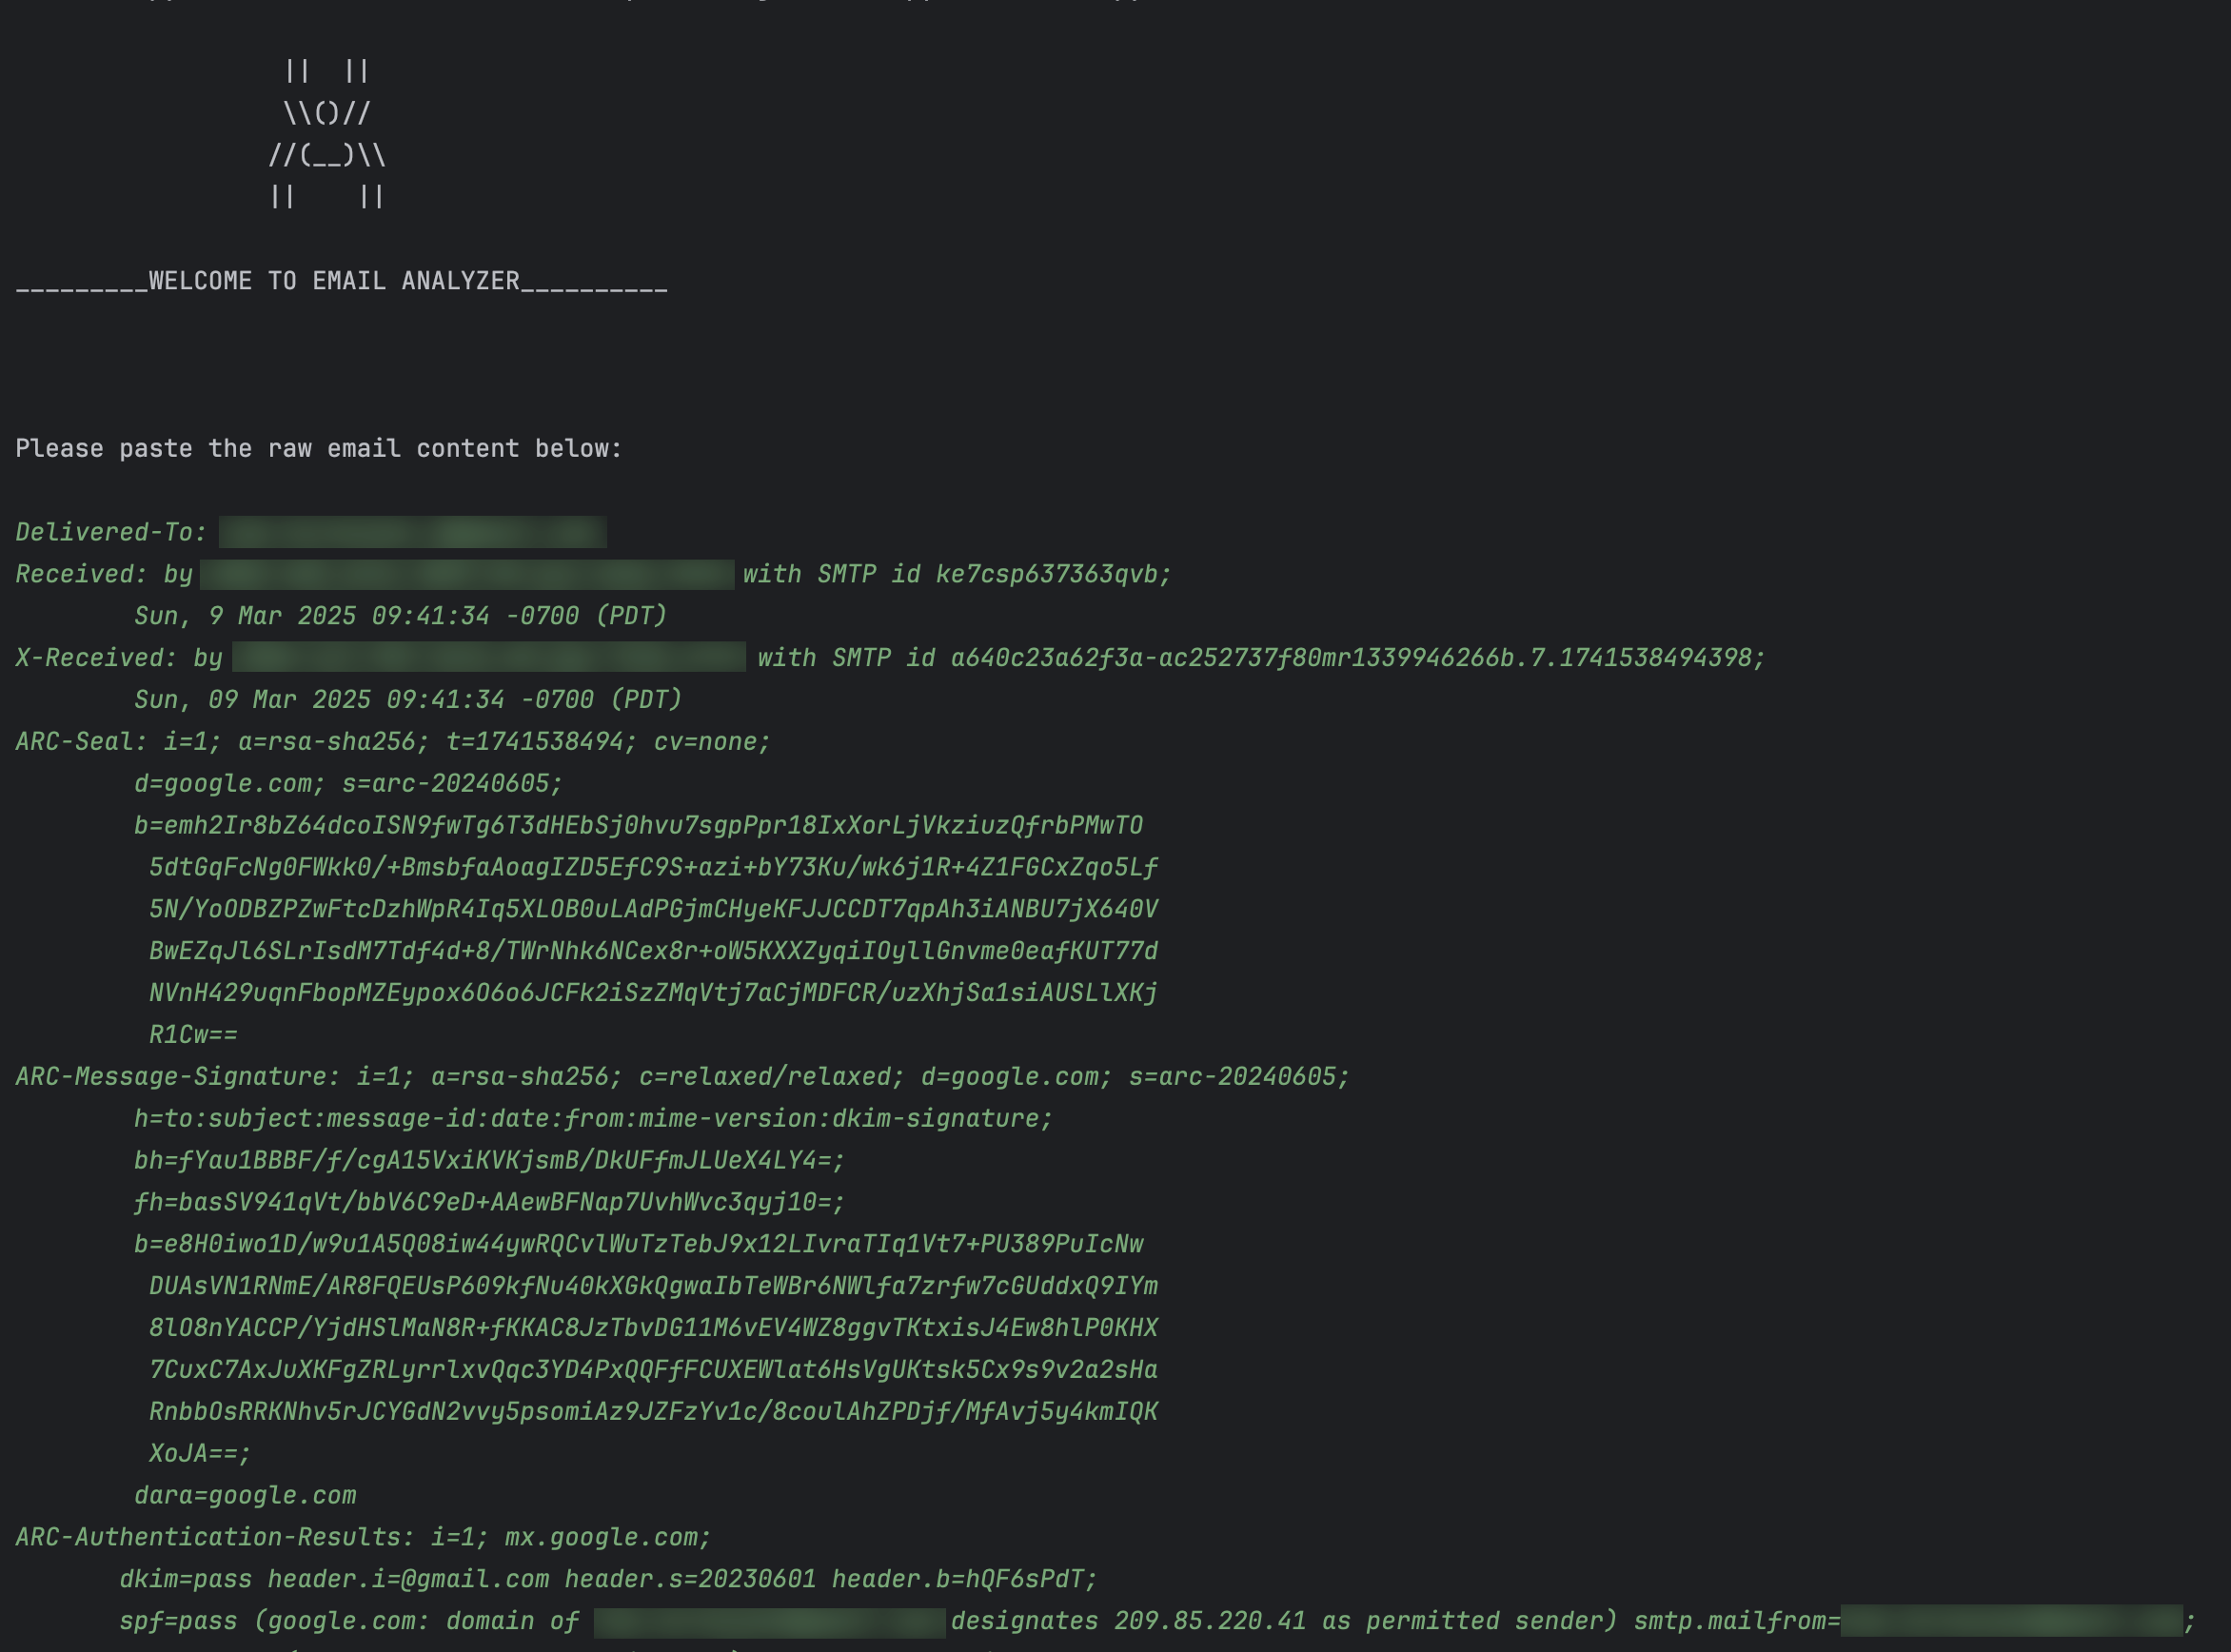 ||  ||
\\()//
//(__)\\
||    ||
_________WELCOME TO EMAIL ANALYZER__________
Please paste the raw email content below:
Delivered-To:
Received: by with SMTP id ke7csp637363qvb;
Sun, 9 Mar 2025 09:41:34 -0700 (PDT)
X-Received: by with SMTP id a640c23a62f3a-ac252737f80mr1339946266b.7.1741538494398;
Sun, 09 Mar 2025 09:41:34 -0700 (PDT)
ARC-Seal: i=1; a=rsa-sha256; t=1741538494; cv=none;
d=google.com; s=arc-20240605;
b=emh2Ir8bZ64dcoISN9fwTg6T3dHEbSj0hvu7sgpPpr18IxXorLjVkziuzQfrbPMwTO
5dtGqFcNg0FWkk0/+BmsbfaAoagIZD5EfC9S+azi+bY73Ku/wk6j1R+4Z1FGCxZqo5Lf
5N/YoODBZPZwFtcDzhWpR4Iq5XLOB0uLAdPGjmCHyeKFJJCCDT7qpAh3iANBU7jX640V
BwEZqJl6SLrIsdM7Tdf4d+8/TWrNhk6NCex8r+oW5KXXZyqiIOyllGnvme0eafKUT77d
NVnH429uqnFbopMZEypox6O6o6JCFk2iSzZMqVtj7aCjMDFCR/uzXhjSa1siAUSLlXKj
R1Cw==
ARC-Message-Signature: i=1; a=rsa-sha256; c=relaxed/relaxed; d=google.com; s=arc-20240605;
h=to:subject:message-id:date:from:mime-version:dkim-signature;
bh=fYau1BBBF/f/cgA15VxiKVKjsmB/DkUFfmJLUeX4LY4=;
fh=basSV941qVt/bbV6C9eD+AAewBFNap7UvhWvc3qyj10=;
b=e8H0iwo1D/w9u1A5Q08iw44ywRQCvlWuTzTebJ9x12LIvraTIq1Vt7+PU389PuIcNw
DUAsVN1RNmE/AR8FQEUsP609kfNu40kXGkQgwaIbTeWBr6NWlfa7zrfw7cGUddxQ9IYm
8lO8nYACCP/YjdHSlMaN8R+fKKAC8JzTbvDG11M6vEV4WZ8ggvTKtxisJ4Ew8hlP0KHX
7CuxC7AxJuXKFgZRLyrrlxvQqc3YD4PxQQFfFCUXEWlat6HsVgUKtsk5Cx9s9v2a2sHa
RnbbOsRRKNhv5rJCYGdN2vvy5psomiAz9JZFzYv1c/8coulAhZPDjf/MfAvj5y4kmIQK
XoJA==;
dara=google.com
ARC-Authentication-Results: i=1; mx.google.com;
dkim=pass header.i=@gmail.com header.s=20230601 header.b=hQF6sPdT;
spf=pass (google.com: domain of designates 209.85.220.41 as permitted sender) smtp.mailfrom= ;